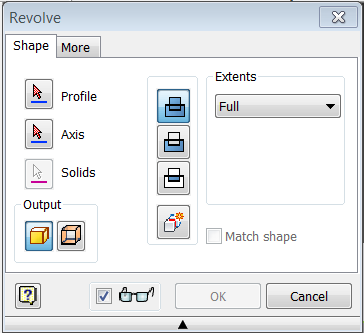 Revolve
Shape More
Profile
Axis
Solids
Output
Extents
Full
Match shape
?
OK Cancel